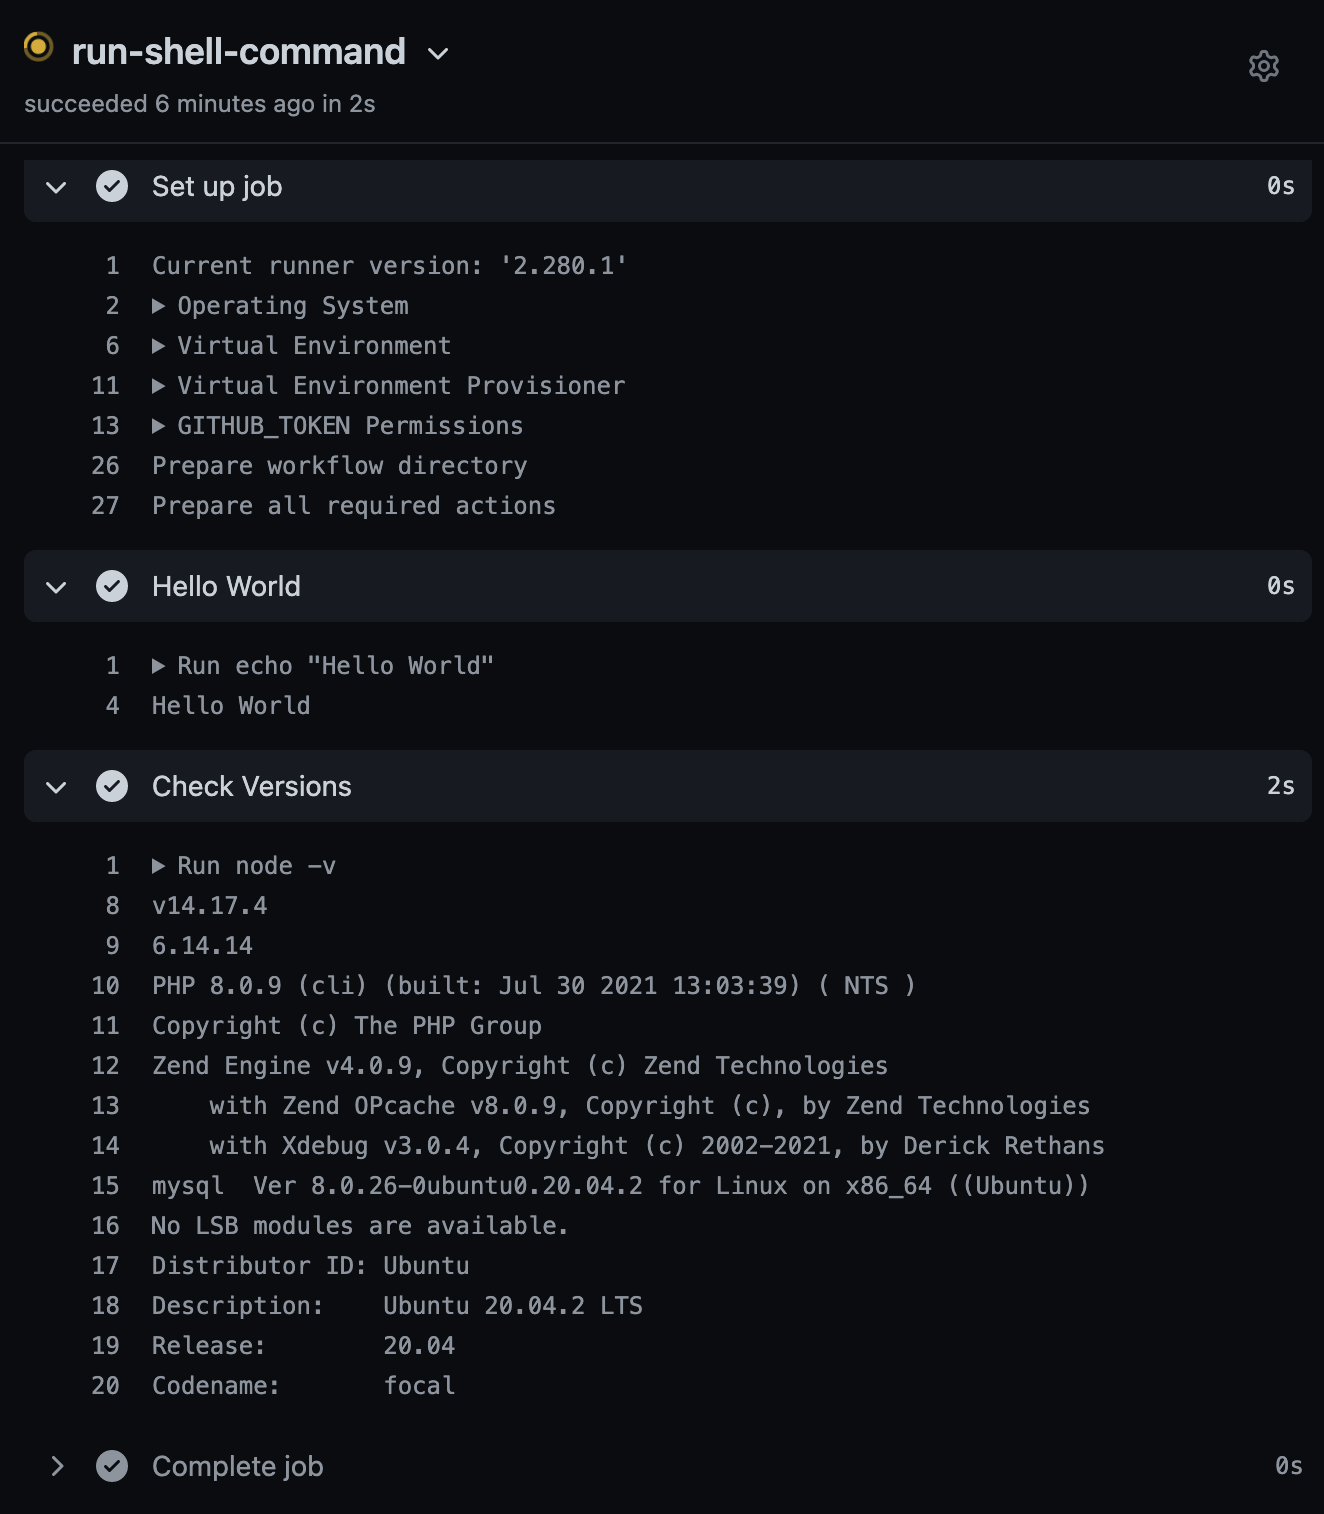 run-shell-command
succeeded 6 minutes ago in 2s
Set up job 0s
1 Current runner version: '2.280.1'
2 ▶ Operating System
6 ▶ Virtual Environment
11 ▶ Virtual Environment Provisioner
13 ▶ GITHUB_TOKEN Permissions
26 Prepare workflow directory
27 Prepare all required actions
Hello World 0s
1 ▶ Run echo "Hello World"
4 Hello World
Check Versions 2s
1 ▶ Run node -v
8 v14.17.4
9 6.14.14
10 PHP 8.0.9 (cli) (built: Jul 30 2021 13:03:39) ( NTS )
11 Copyright (c) The PHP Group
12 Zend Engine v4.0.9, Copyright (c) Zend Technologies
13     with Zend OPcache v8.0.9, Copyright (c), by Zend Technologies
14     with Xdebug v3.0.4, Copyright (c) 2002-2021, by Derick Rethans
15 mysql  Ver 8.0.26-0ubuntu0.20.04.2 for Linux on x86_64 ((Ubuntu))
16 No LSB modules are available.
17 Distributor ID: Ubuntu
18 Description:    Ubuntu 20.04.2 LTS
19 Release:        20.04
20 Codename:       focal
Complete job 0s